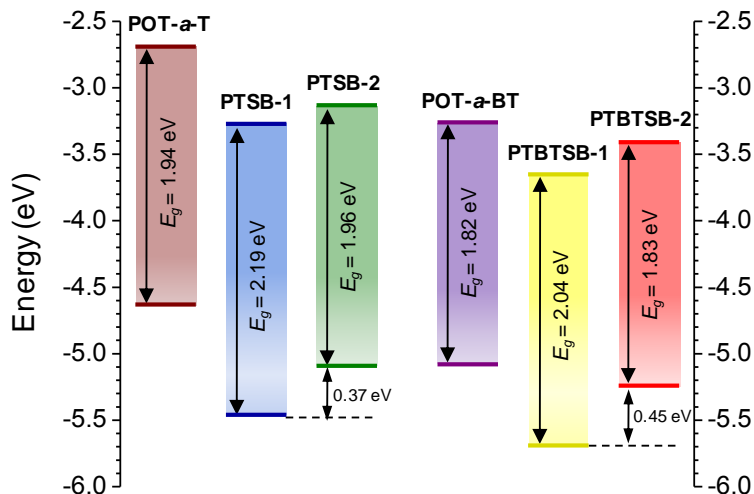 POT-a-T
PTSB-1
PTSB-2
POT-a-BT
PTBTSB-1
PTBTSB-2
Energy (eV)
-2.5
-3.0
-3.5
-4.0
-4.5
-5.0
-5.5
-6.0
Eg = 1.94 eV
Eg = 2.19 eV
Eg = 1.96 eV
Eg = 1.82 eV
Eg = 2.04 eV
Eg = 1.83 eV
0.37 eV
0.45 eV
-2.5
-3.0
-3.5
-4.0
-4.5
-5.0
-5.5
-6.0